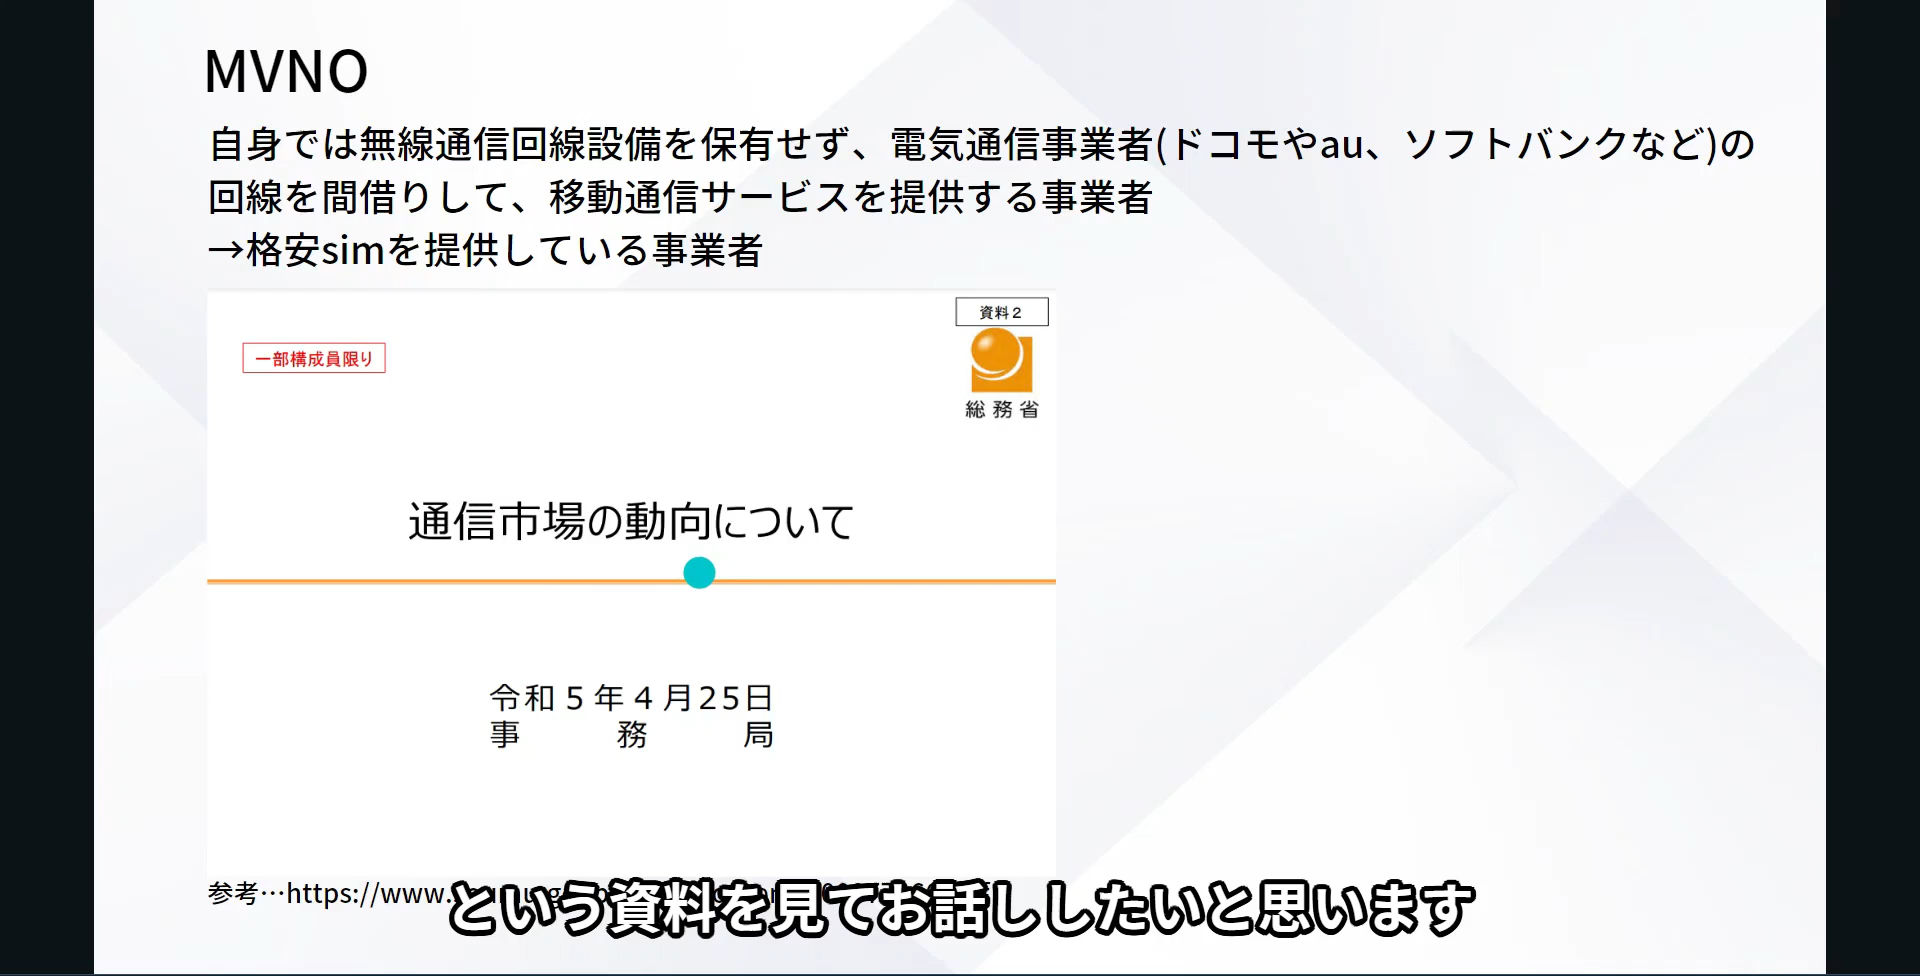 MVNO
自身では無線通信回線設備を保有せず、電気通信事業者(ドコモやau、ソフトバンクなど)の
回線を間借りして、移動通信サービスを提供する事業者
→格安simを提供している事業者
資料2
一部構成員限り
総務省
通信市場の動向について
令和5年4月25日
事務局
参考…https://www.
という資料を見てお話ししたいと思います